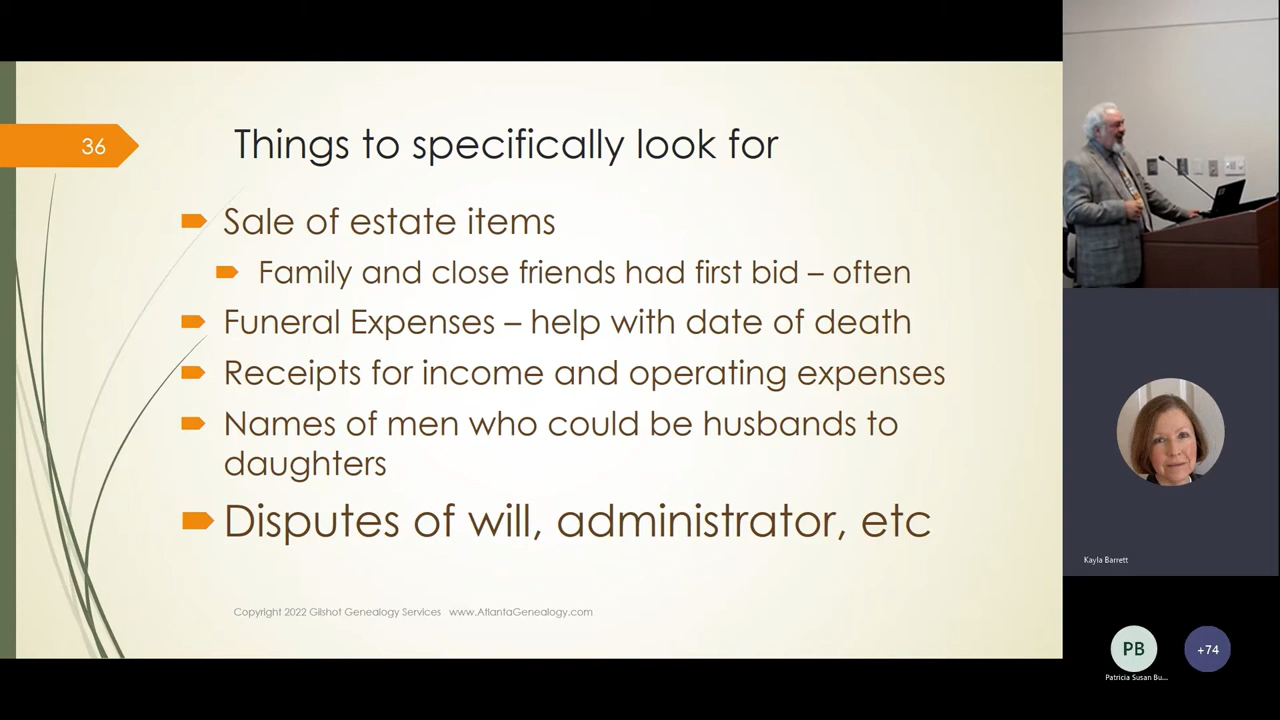 36
Things to specifically look for
Sale of estate items
Family and close friends had first bid – often
Funeral Expenses – help with date of death
Receipts for income and operating expenses
Names of men who could be husbands to
daughters
Disputes of will, administrator, etc
Copyright 2022 Gilshot Genealogy Services www.AtlantaGenealogy.com
Kayla Barrett
PB
+74
Patricia Susan Bu...